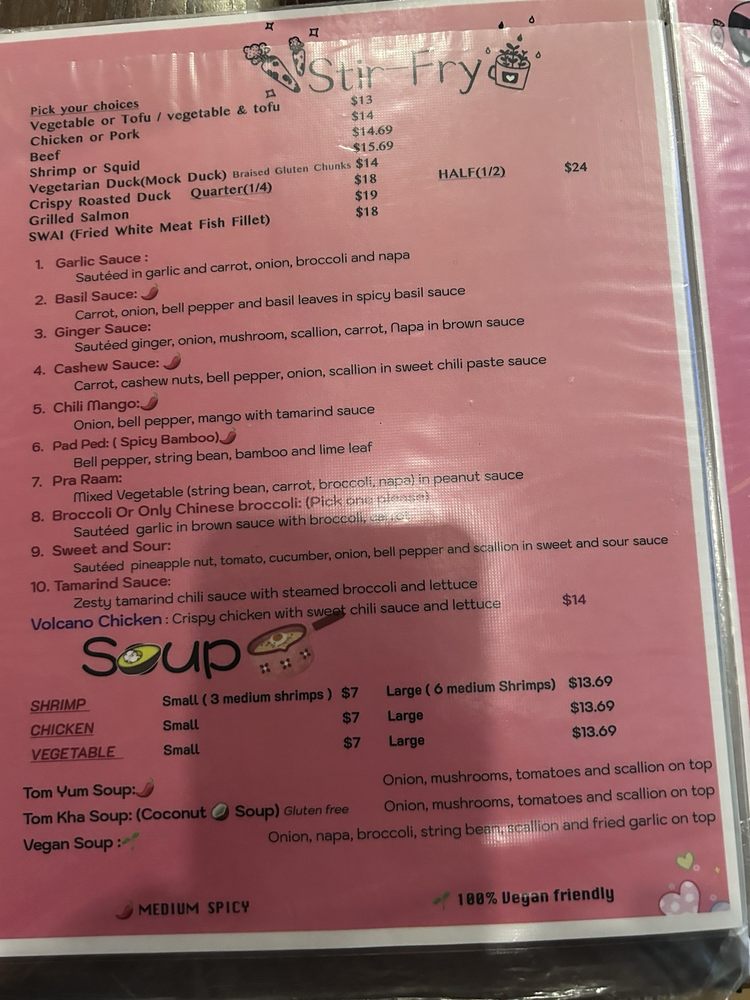 Stir-Fry
Pick your choices
Vegetable or Tofu / vegetable & tofu $13
Chicken or Pork $14
Beef $14.69
Shrimp or Squid $15.69
Vegetarian Duck(Mock Duck) Braised Gluten Chunks $14
Crispy Roasted Duck Quarter(1/4) $18 HALF(1/2) $24
Grilled Salmon $19
SWAI (Fried White Meat Fish Fillet) $18
1. Garlic Sauce :
Sautéed in garlic and carrot, onion, broccoli and napa
2. Basil Sauce:
Carrot, onion, bell pepper and basil leaves in spicy basil sauce
3. Ginger Sauce:
Sautéed ginger, onion, mushroom, scallion, carrot, Napa in brown sauce
4. Cashew Sauce:
Carrot, cashew nuts, bell pepper, onion, scallion in sweet chili paste sauce
5. Chili Mango:
Onion, bell pepper, mango with tamarind sauce
6. Pad Ped: ( Spicy Bamboo)
Bell pepper, string bean, bamboo and lime leaf
7. Pra Raam:
Mixed Vegetable (string bean, carrot, broccoli, napa) in peanut sauce
8. Broccoli Or Only Chinese broccoli: (Pick one please)
Sautéed garlic in brown sauce with broccoli, carrot
9. Sweet and Sour:
Sautéed pineapple nut, tomato, cucumber, onion, bell pepper and scallion in sweet and sour sauce
10. Tamarind Sauce:
Zesty tamarind chili sauce with steamed broccoli and lettuce
Volcano Chicken : Crispy chicken with sweet chili sauce and lettuce $14
Soup
SHRIMP Small ( 3 medium shrimps ) $7 Large ( 6 medium Shrimps) $13.69
CHICKEN Small $7 Large $13.69
VEGETABLE Small $7 Large $13.69
Tom Yum Soup: Onion, mushrooms, tomatoes and scallion on top
Tom Kha Soup: (Coconut Soup) Gluten free Onion, mushrooms, tomatoes and scallion on top
Vegan Soup : Onion, napa, broccoli, string bean, scallion and fried garlic on top
MEDIUM SPICY 100% Vegan friendly